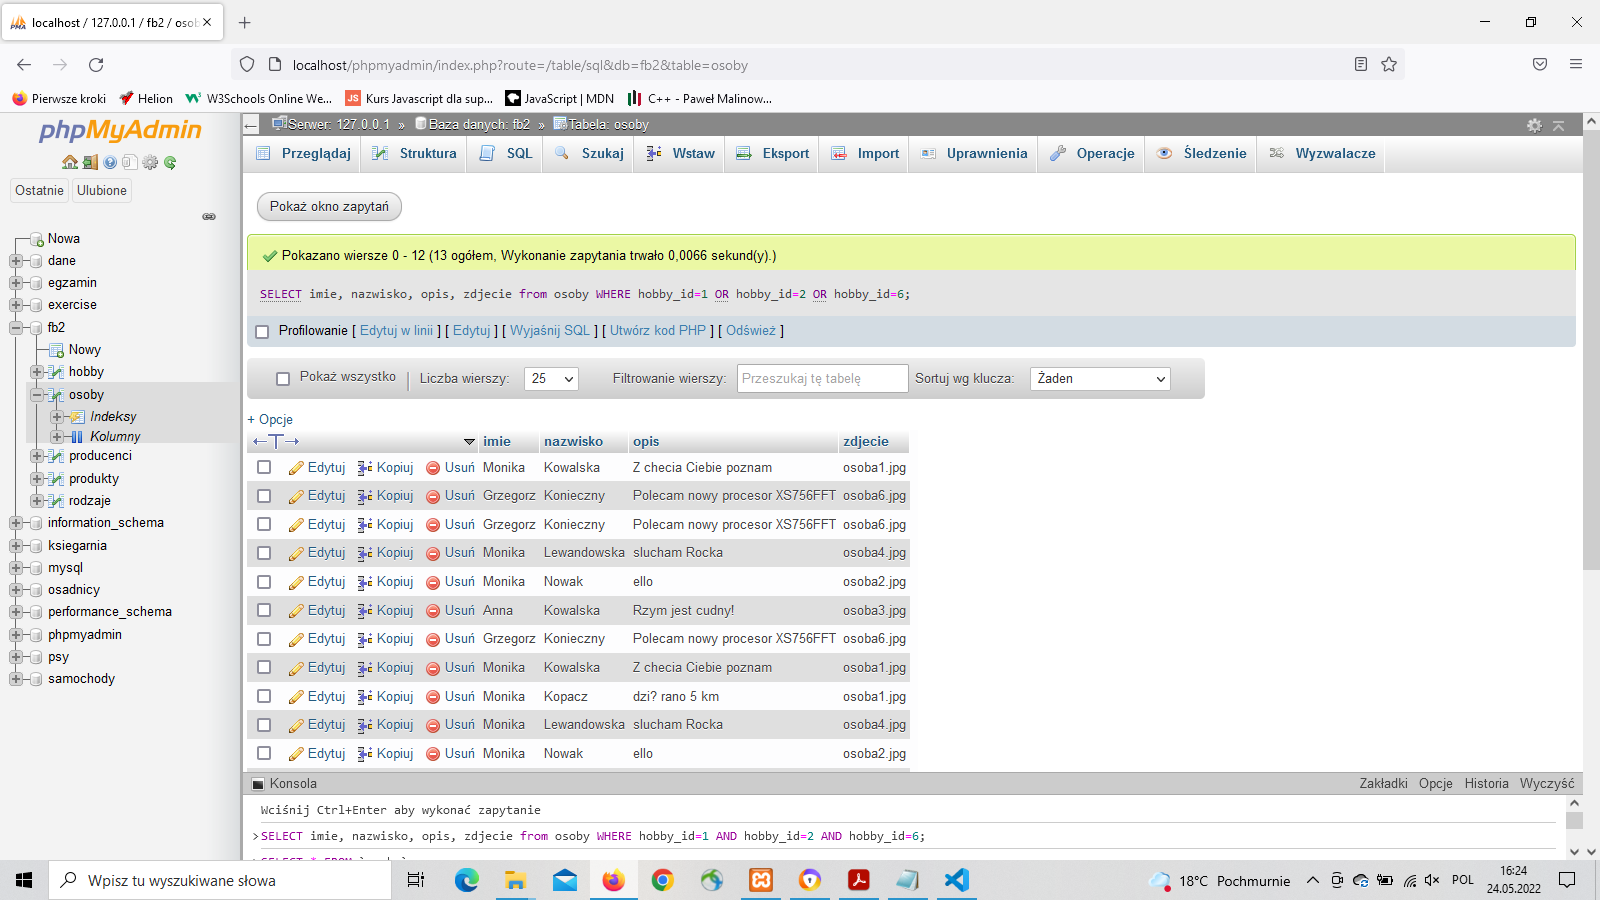 localhost / 127.0.0.1 / fb2 / osob
localhost/phpmyadmin/index.php?route=/table/sql&db=fb2&table=osoby
Pierwsze kroki
Helion
W3Schools Online We...
JS
Kurs Javascript dla sup...
JavaScript | MDN
C++ - Paweł Malinow...
phpMyAdmin
Ostatnie
Ulubione
Nowa
dane
egzamin
exercise
fb2
Nowy
hobby
osoby
Indeksy
Kolumny
producenci
produkty
rodzaje
information_schema
ksiegarnia
mysql
osadnicy
performance_schema
phpmyadmin
psy
samochody
Serwer: 127.0.0.1 » Baza danych: fb2 » Tabela: osoby
Przeglądaj Struktura SQL Szukaj Wstaw Eksport Import Uprawnienia Operacje Śledzenie Wyzwalacze
Pokaż okno zapytań
Pokazano wiersze 0 - 12 (13 ogółem, Wykonanie zapytania trwało 0,0066 sekund(y).)
SELECT imie, nazwisko, opis, zdjecie from osoby WHERE hobby_id=1 OR hobby_id=2 OR hobby_id=6;
Profilowanie [ Edytuj w linii ] [ Edytuj ] [ Wyjaśnij SQL ] [ Utwórz kod PHP ] [ Odśwież ]
Pokaż wszystko | Liczba wierszy: 25 Filtrowanie wierszy: Przeszukaj tę tabelę Sortuj wg klucza: Żaden
+ Opcje
←T→ imie nazwisko opis zdjecie
Edytuj Kopiuj Usuń Monika Kowalska Z checia Ciebie poznam osoba1.jpg
Edytuj Kopiuj Usuń Grzegorz Konieczny Polecam nowy procesor XS756FFT osoba6.jpg
Edytuj Kopiuj Usuń Grzegorz Konieczny Polecam nowy procesor XS756FFT osoba6.jpg
Edytuj Kopiuj Usuń Monika Lewandowska slucham Rocka osoba4.jpg
Edytuj Kopiuj Usuń Monika Nowak ello osoba2.jpg
Edytuj Kopiuj Usuń Anna Kowalska Rzym jest cudny! osoba3.jpg
Edytuj Kopiuj Usuń Grzegorz Konieczny Polecam nowy procesor XS756FFT osoba6.jpg
Edytuj Kopiuj Usuń Monika Kowalska Z checia Ciebie poznam osoba1.jpg
Edytuj Kopiuj Usuń Monika Kopacz dzi? rano 5 km osoba1.jpg
Edytuj Kopiuj Usuń Monika Lewandowska slucham Rocka osoba4.jpg
Edytuj Kopiuj Usuń Monika Nowak ello osoba2.jpg
Konsola Zakładki Opcje Historia Wyczyść
Wciśnij Ctrl+Enter aby wykonać zapytanie
>SELECT imie, nazwisko, opis, zdjecie from osoby WHERE hobby_id=1 AND hobby_id=2 AND hobby_id=6;
Wpisz tu wyszukiwane słowa
18°C Pochmurnie
POL
16:24
24.05.2022